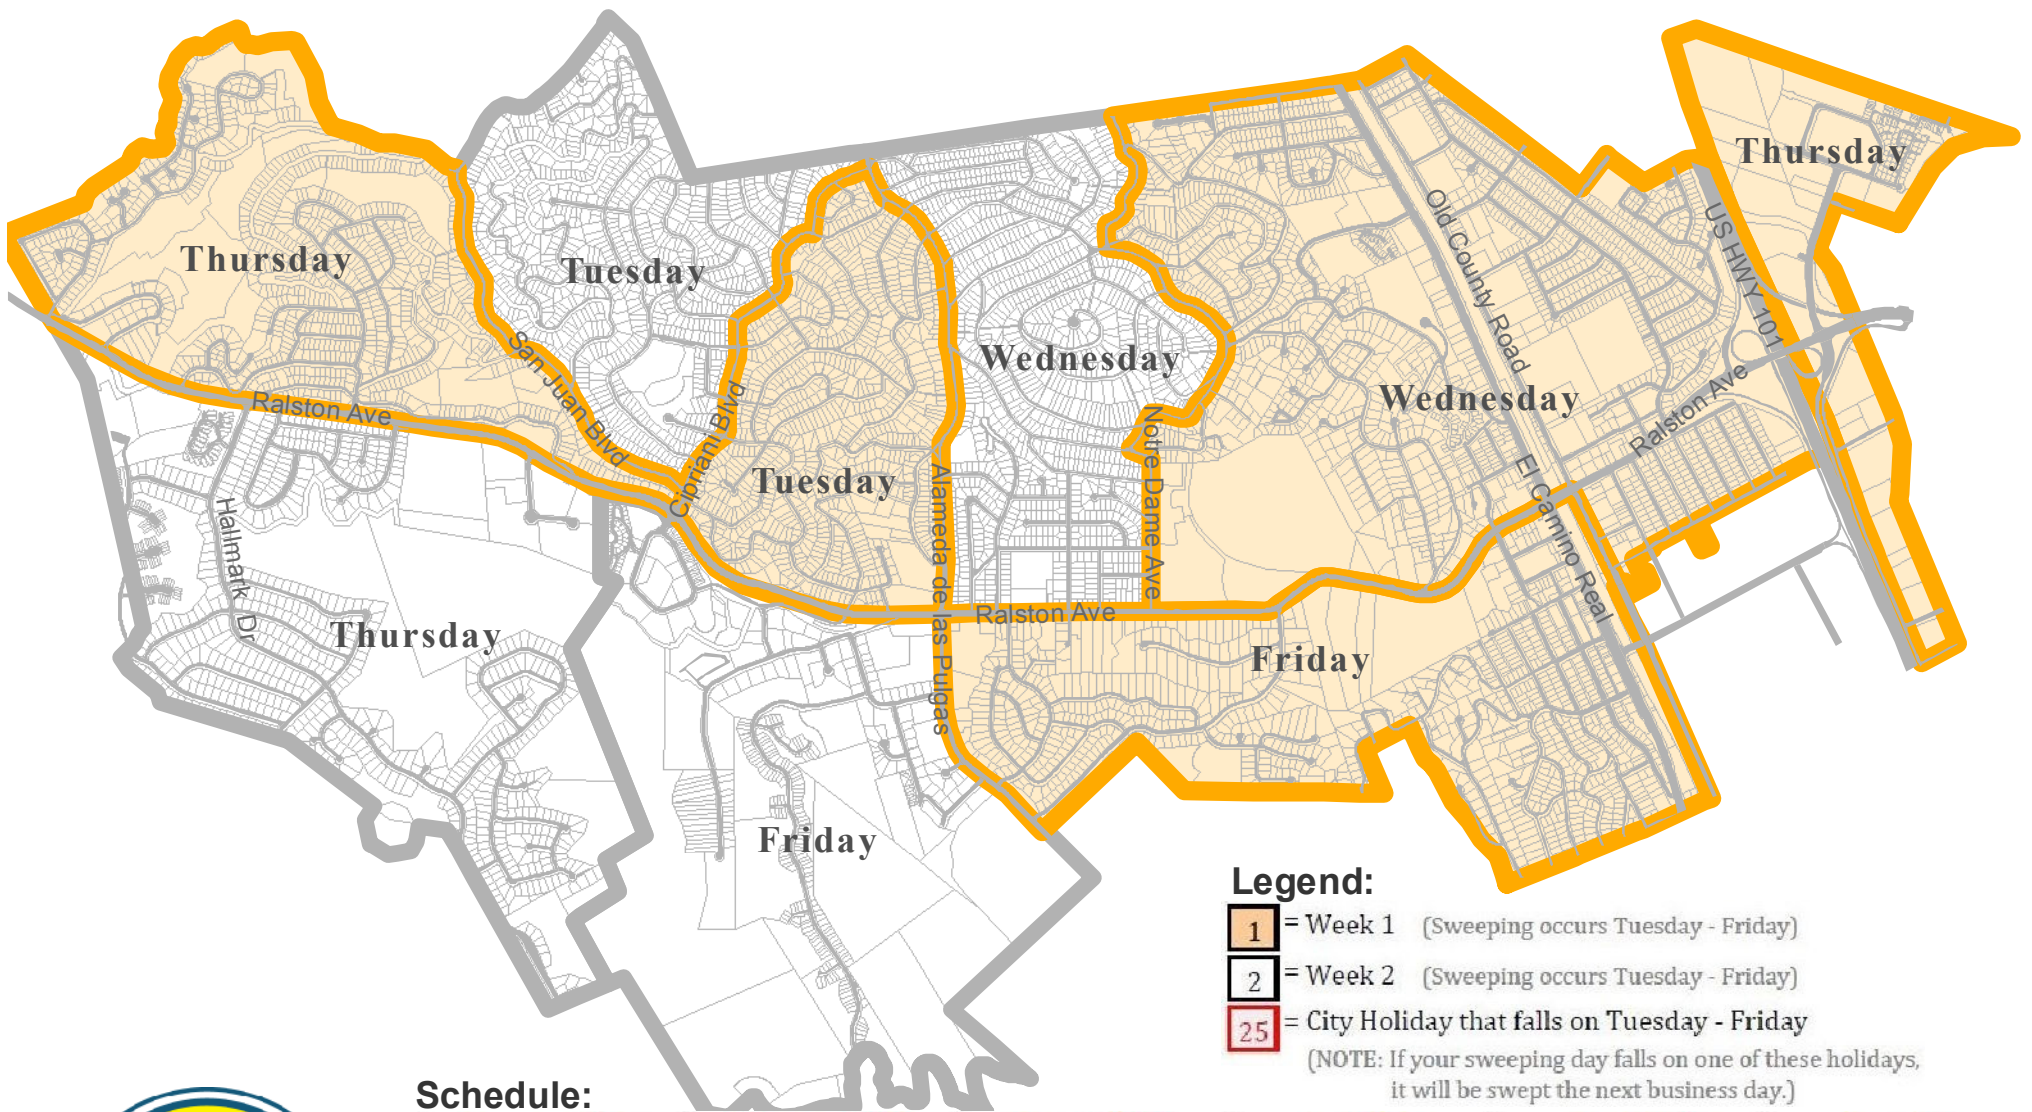 Thursday
Thursday
Tuesday
Wednesday
Wednesday
Tuesday
Thursday
Friday
Friday
Old County Road
US HWY 101
San Juan Blvd
Ralston Ave
Cipriani Blvd
Notre Dame Ave
Ralston Ave
Alameda de las Pulgas
El Camino Real
Hallmark Dr
Ralston Ave
Legend:
1 = Week 1 (Sweeping occurs Tuesday - Friday)
2 = Week 2 (Sweeping occurs Tuesday - Friday)
25 = City Holiday that falls on Tuesday - Friday
(NOTE: If your sweeping day falls on one of these holidays,
it will be swept the next business day.)
Schedule: